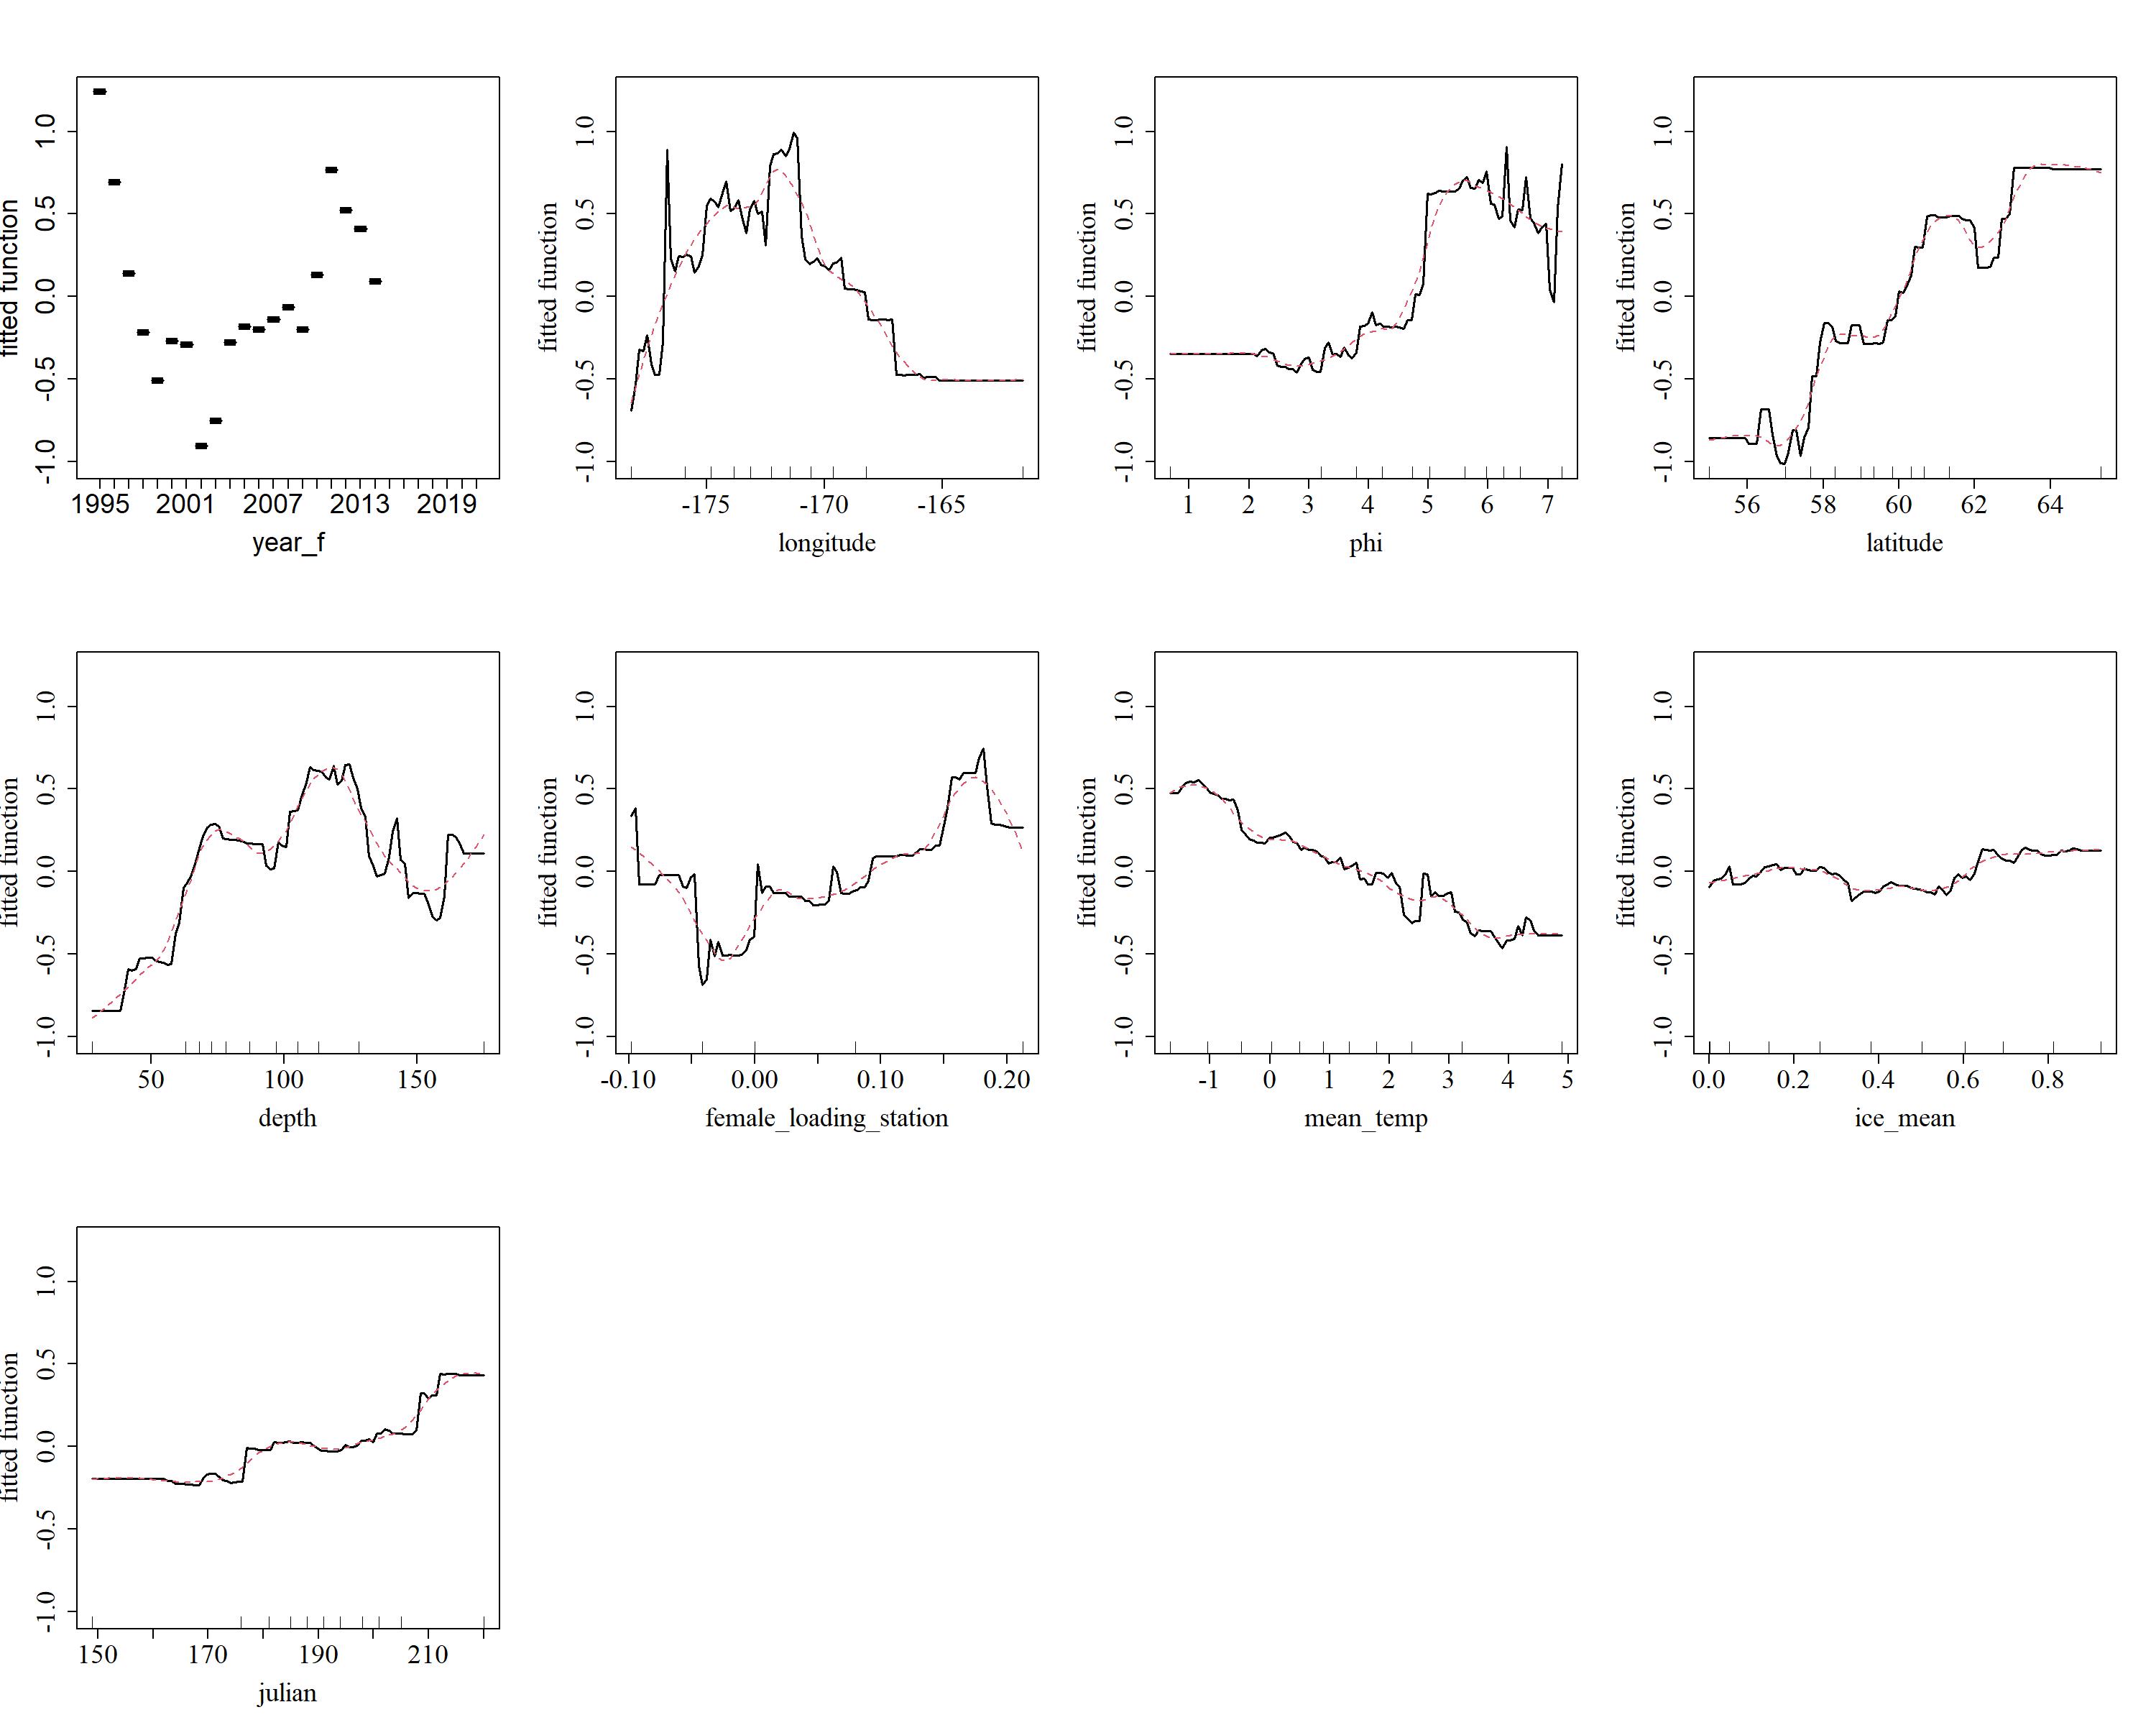 fitted function
-1.0 -0.5 0.0 0.5 1.0
1995 2001 2007 2013 2019
year_f
fitted function
-1.0 -0.5 0.0 0.5 1.0
-175 -170 -165
longitude
fitted function
-1.0 -0.5 0.0 0.5 1.0
1 2 3 4 5 6 7
phi
fitted function
-1.0 -0.5 0.0 0.5 1.0
56 58 60 62 64
latitude
fitted function
-1.0 -0.5 0.0 0.5 1.0
50 100 150
depth
fitted function
-1.0 -0.5 0.0 0.5 1.0
-0.10 0.00 0.10 0.20
female_loading_station
fitted function
-1.0 -0.5 0.0 0.5 1.0
-1 0 1 2 3 4 5
mean_temp
fitted function
-1.0 -0.5 0.0 0.5 1.0
0.0 0.2 0.4 0.6 0.8
ice_mean
fitted function
-1.0 -0.5 0.0 0.5 1.0
150 170 190 210
julian